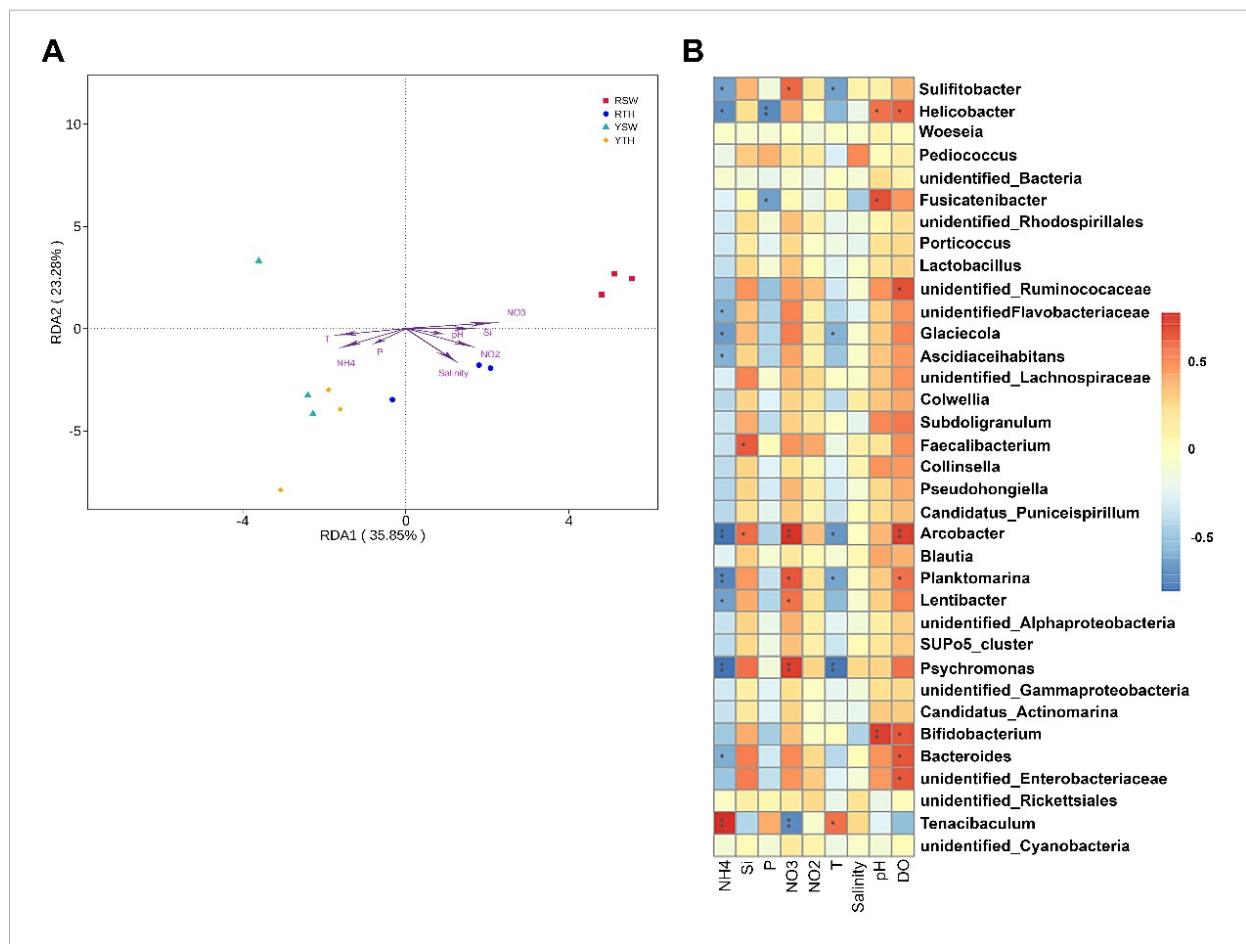 A
B
RSW
RTH
YSW
YTH
10
5
0
-5
RDA2 ( 23.28% )
NO3
Si
pH
NO2
Salinity
T
P
NH4
-4
0
4
RDA1 ( 35.85% )
Sulifitobacter
Helicobacter
Woeseia
Pediococcus
unidentified_Bacteria
Fusicatenibacter
unidentified_Rhodospirillales
Porticoccus
Lactobacillus
unidentified_Ruminococaceae
unidentifiedFlavobacteriaceae
Glaciecola
Ascidiaceihabitans
unidentified_Lachnospiraceae
Colwellia
Subdoligranulum
Faecalibacterium
Collinsella
Pseudohongiella
Candidatus_Puniceispirillum
Arcobacter
Blautia
Planktomarina
Lentibacter
unidentified_Alphaproteobacteria
SUPo5_cluster
Psychromonas
unidentified_Gammaproteobacteria
Candidatus_Actinomarina
Bifidobacterium
Bacteroides
unidentified_Enterobacteriaceae
unidentified_Rickettsiales
Tenacibaculum
unidentified_Cyanobacteria
NH4
Si
P
NO3
NO2
T
Salinity
pH
DO
0.5
0
-0.5